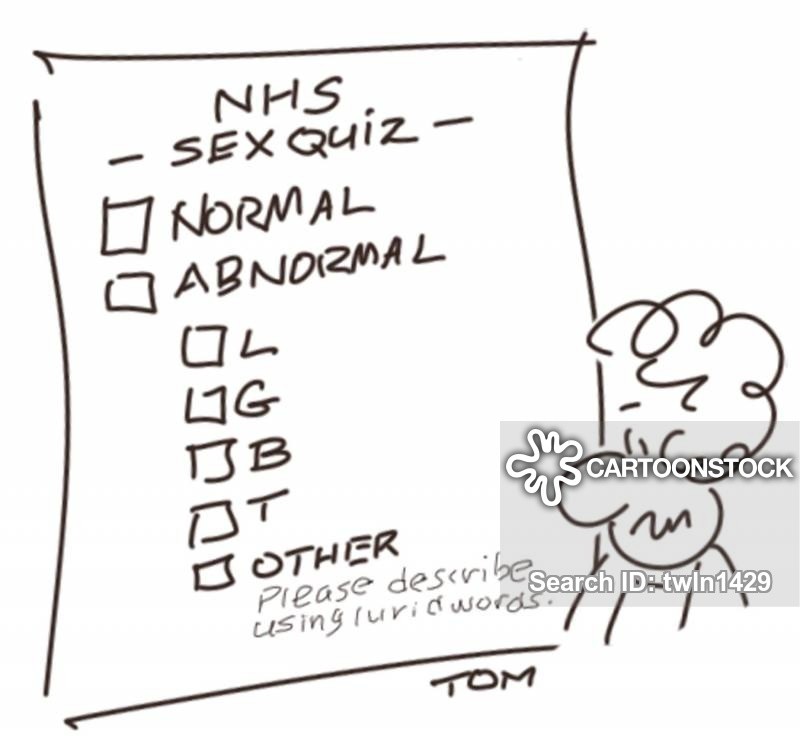 NHS
- SEX QUIZ -
NORMAL
ABNORMAL
L
G
B
T
OTHER
Please describe
using lurid words.
CARTOONSTOCK
Search ID: twln1429
TOM